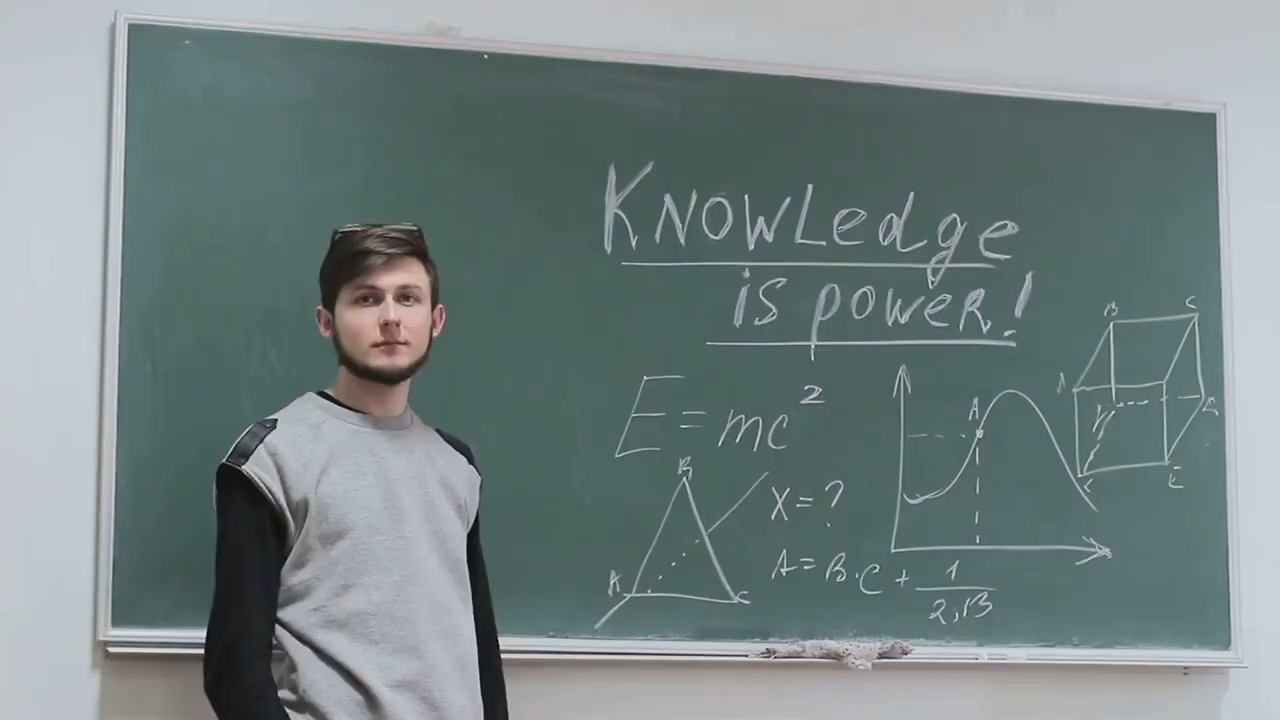 KNOWLedge
is power!
E = mc²
B
X = ?
A
C
A = B.C + 1/2,13
A
B
C
E